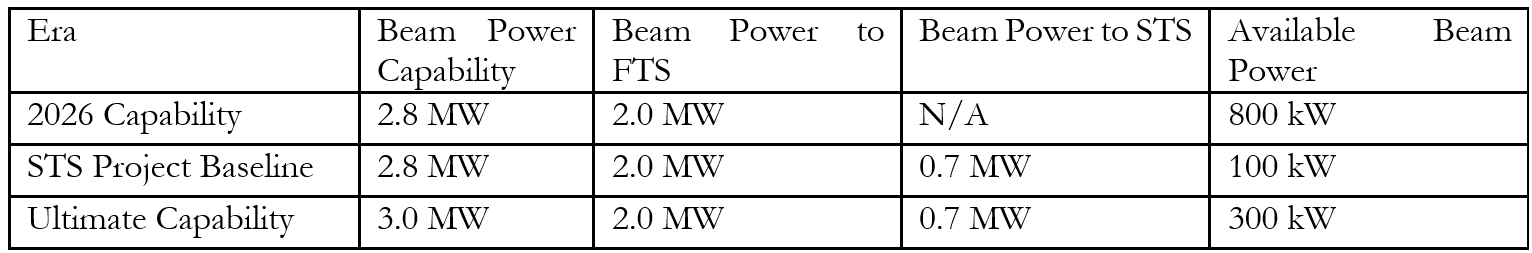 Era Beam Power Capability Beam Power to FTS Beam Power to STS Available Beam Power
2026 Capability 2.8 MW 2.0 MW N/A 800 kW
STS Project Baseline 2.8 MW 2.0 MW 0.7 MW 100 kW
Ultimate Capability 3.0 MW 2.0 MW 0.7 MW 300 kW